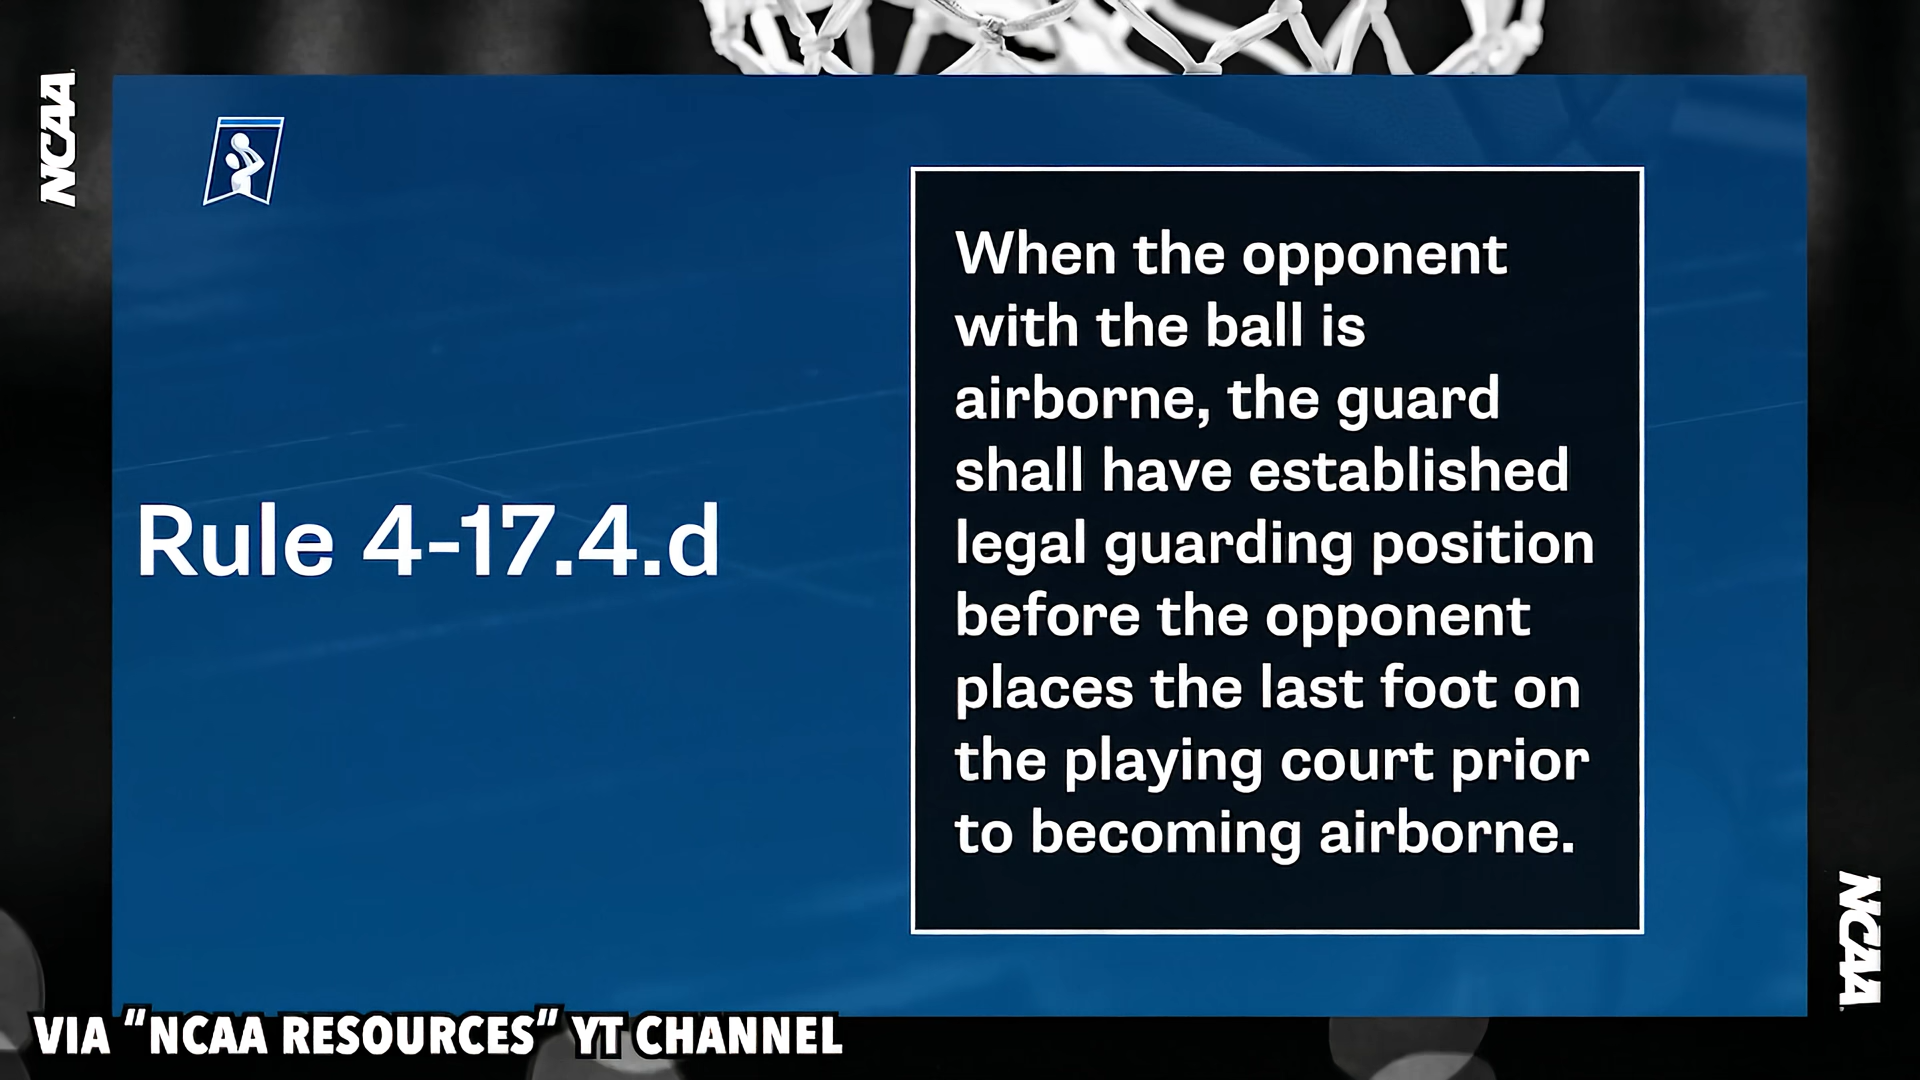 NCAA
Rule 4-17.4.d
When the opponent
with the ball is
airborne, the guard
shall have established
legal guarding position
before the opponent
places the last foot on
the playing court prior
to becoming airborne.
NCAA
VIA "NCAA RESOURCES" YT CHANNEL